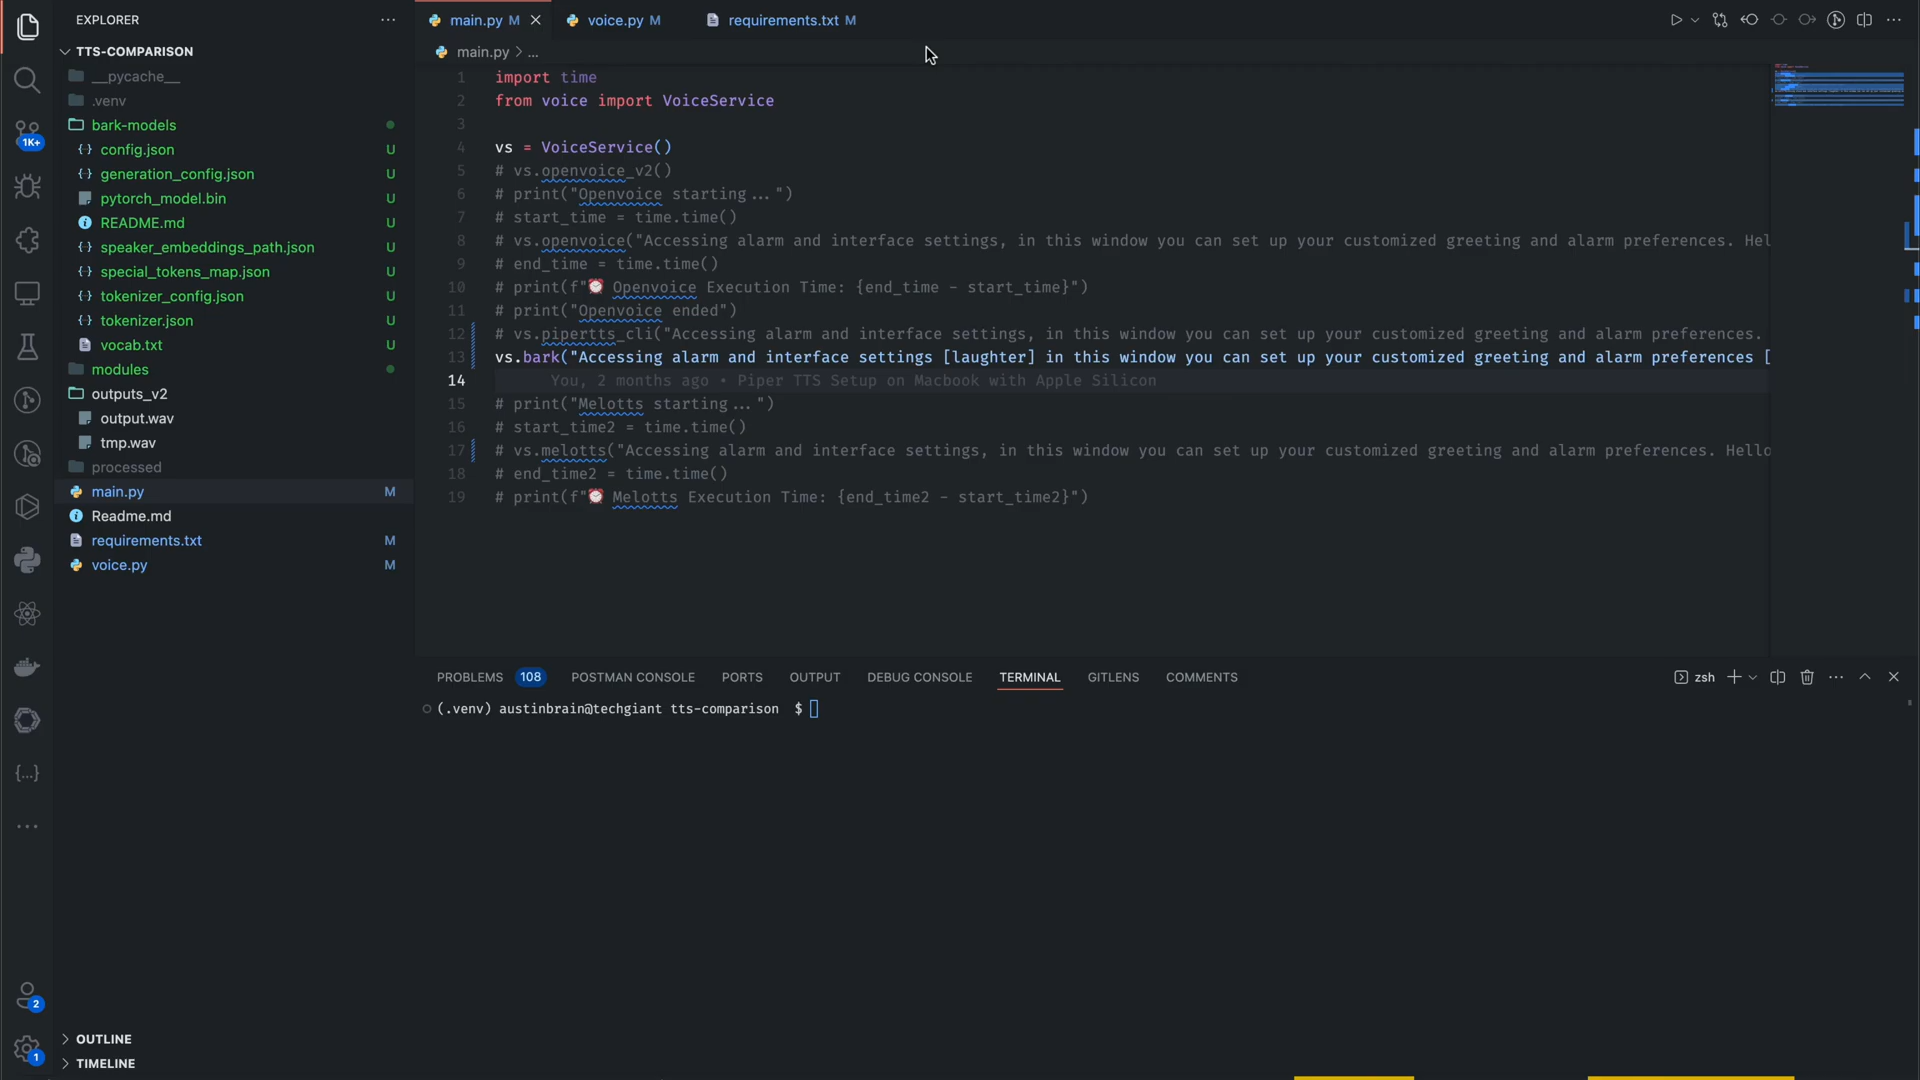 EXPLORER
TTS-COMPARISON
__pycache__
.venv
bark-models
config.json U
generation_config.json U
pytorch_model.bin U
README.md U
speaker_embeddings_path.json U
special_tokens_map.json U
tokenizer_config.json U
tokenizer.json U
vocab.txt U
modules
outputs_v2
output.wav
tmp.wav
processed
main.py M
Readme.md
requirements.txt M
voice.py M
OUTLINE
TIMELINE
1K+
2
1
main.py M
voice.py M
requirements.txt M
main.py > ...
1 import time
2 from voice import VoiceService
3
4 vs = VoiceService()
5 # vs.openvoice_v2()
6 # print("Openvoice starting...")
7 # start_time = time.time()
8 # vs.openvoice("Accessing alarm and interface settings, in this window you can set up your customized greeting and alarm preferences. Hel
9 # end_time = time.time()
10 # print(f"⏰ Openvoice Execution Time: {end_time - start_time}")
11 # print("Openvoice ended")
12 # vs.pipertts_cli("Accessing alarm and interface settings, in this window you can set up your customized greeting and alarm preferences.
13 vs.bark("Accessing alarm and interface settings [laughter] in this window you can set up your customized greeting and alarm preferences [
14 You, 2 months ago • Piper TTS Setup on Macbook with Apple Silicon
15 # print("Melotts starting...")
16 # start_time2 = time.time()
17 # vs.melotts("Accessing alarm and interface settings, in this window you can set up your customized greeting and alarm preferences. Hello
18 # end_time2 = time.time()
19 # print(f"⏰ Melotts Execution Time: {end_time2 - start_time2}")
PROBLEMS 108 POSTMAN CONSOLE PORTS OUTPUT DEBUG CONSOLE TERMINAL GITLENS COMMENTS zsh
(.venv) austinbrain@techgiant tts-comparison $